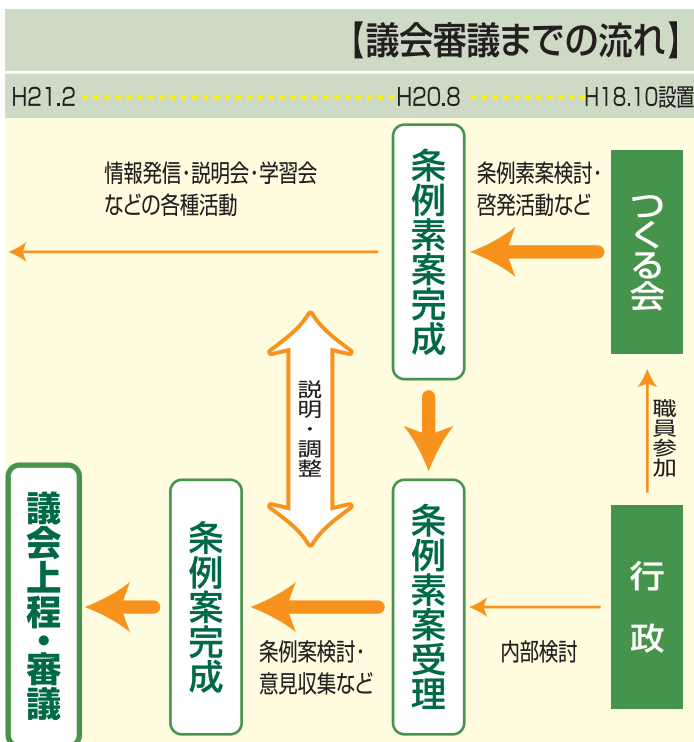 【議会審議までの流れ】
H21.2
H20.8
H18.10設置
つくる会
条例素案検討・
啓発活動など
条例素案完成
情報発信・説明会・学習会
などの各種活動
説明・調整
職員参加
行政
内部検討
条例素案受理
条例案検討・
意見収集など
条例案完成
議会上程・審議